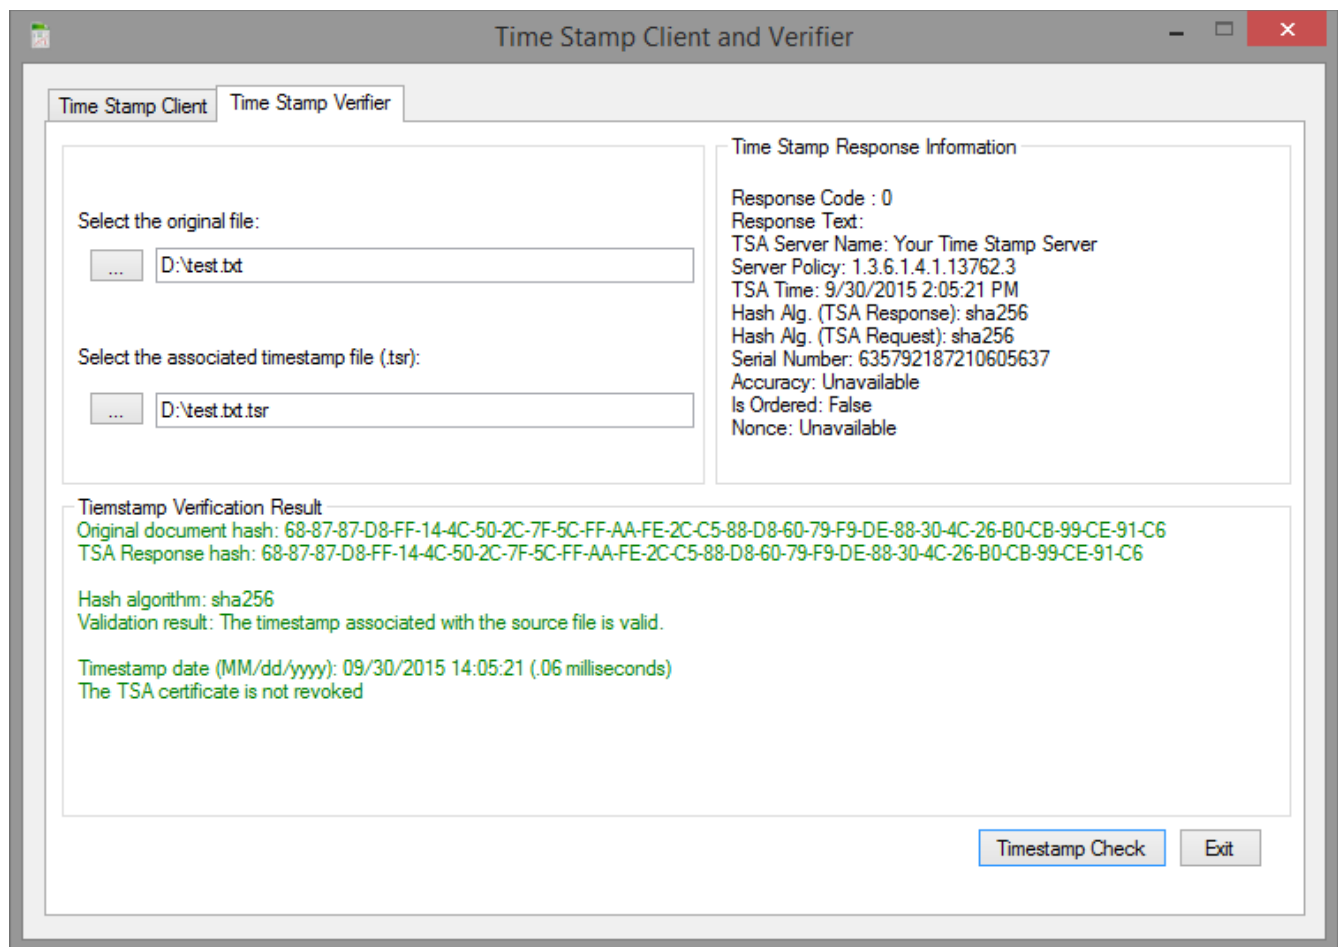 Time Stamp Client and Verifier
Time Stamp Client
Time Stamp Verifier
Select the original file:
...
D:\test.txt
Select the associated timestamp file (.tsr):
...
D:\test.txt.tsr
Time Stamp Response Information
Response Code : 0
Response Text:
TSA Server Name: Your Time Stamp Server
Server Policy: 1.3.6.1.4.1.13762.3
TSA Time: 9/30/2015 2:05:21 PM
Hash Alg. (TSA Response): sha256
Hash Alg. (TSA Request): sha256
Serial Number: 635792187210605637
Accuracy: Unavailable
Is Ordered: False
Nonce: Unavailable
Tiemstamp Verification Result
Original document hash: 68-87-87-D8-FF-14-4C-50-2C-7F-5C-FF-AA-FE-2C-C5-88-D8-60-79-F9-DE-88-30-4C-26-B0-CB-99-CE-91-C6
TSA Response hash: 68-87-87-D8-FF-14-4C-50-2C-7F-5C-FF-AA-FE-2C-C5-88-D8-60-79-F9-DE-88-30-4C-26-B0-CB-99-CE-91-C6
Hash algorithm: sha256
Validation result: The timestamp associated with the source file is valid.
Timestamp date (MM/dd/yyyy): 09/30/2015 14:05:21 (.06 milliseconds)
The TSA certificate is not revoked
Timestamp Check
Exit